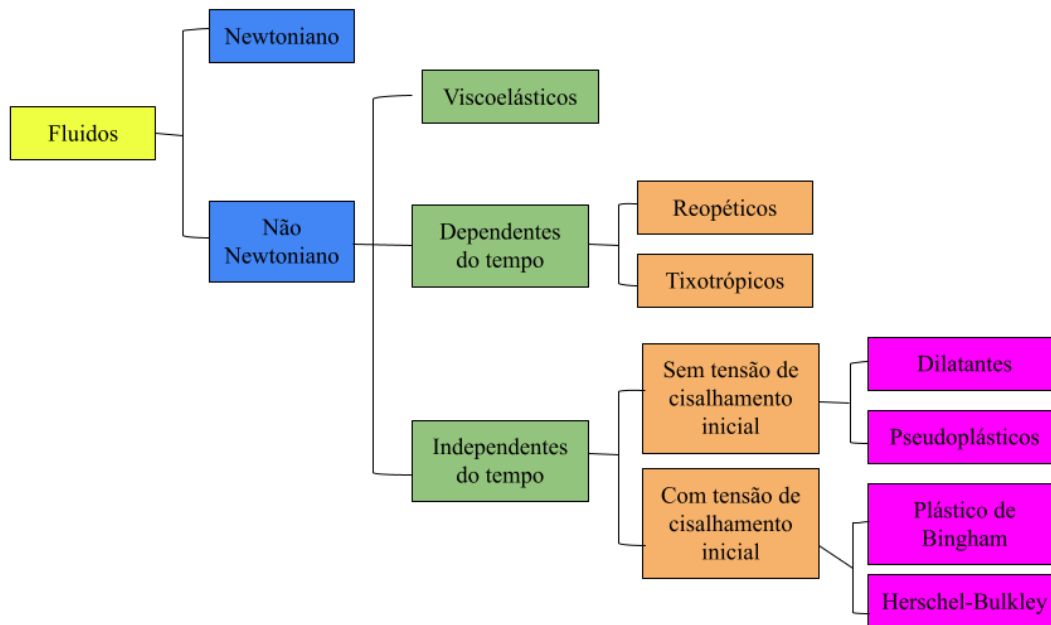 Newtoniano
Fluidos
Não
Newtoniano
Viscoelásticos
Dependentes
do tempo
Reopéticos
Tixotrópicos
Independentes
do tempo
Sem tensão de
cisalhamento
inicial
Dilatantes
Pseudoplásticos
Com tensão de
cisalhamento
inicial
Plástico de
Bingham
Herschel-Bulkley